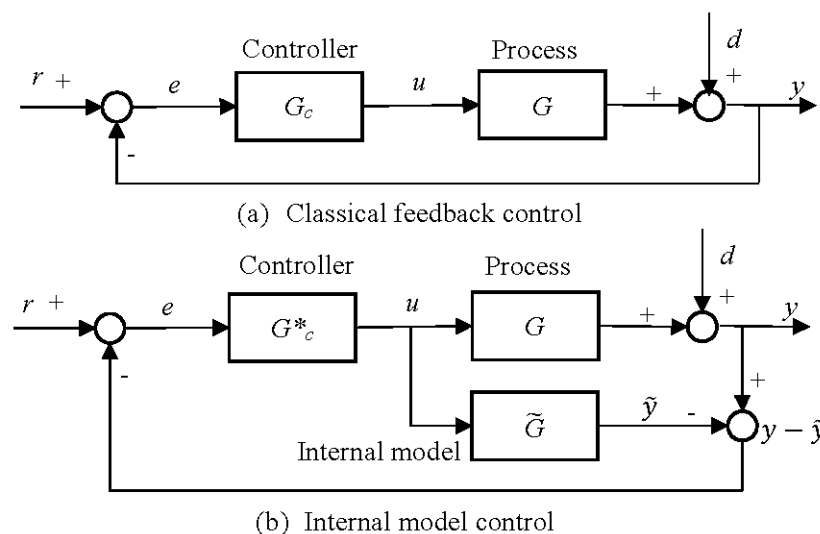 Controller Process d
r + e G_c u G + + y
-
(a) Classical feedback control
Controller Process d
r + e G*_c u G + + y
- +
G̃ ỹ - y − ỹ
Internal model
(b) Internal model control